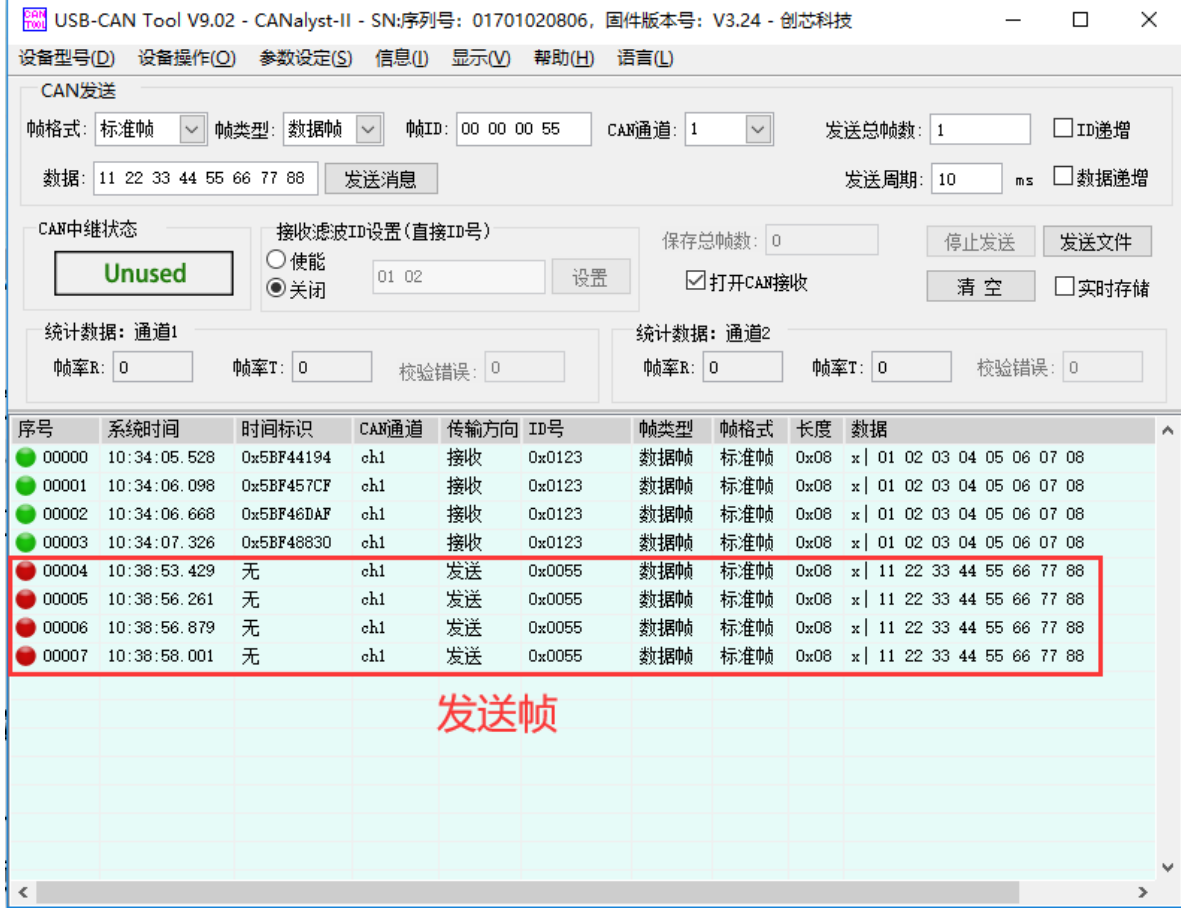 CAN TOOL USB-CAN Tool V9.02 - CANalyst-II - SN:序列号：01701020806，固件版本号：V3.24 - 创芯科技
设备型号(D) 设备操作(O) 参数设定(S) 信息(I) 显示(V) 帮助(H) 语言(L)
CAN发送
帧格式: 标准帧 帧类型: 数据帧 帧ID: 00 00 00 55 CAN通道: 1 发送总帧数: 1 ID递增
数据: 11 22 33 44 55 66 77 88 发送消息 发送周期: 10 ms 数据递增
CAN中继状态 接收滤波ID设置(直接ID号) 保存总帧数: 0 停止发送 发送文件
Unused 使能 01 02 设置 打开CAN接收 清 空 实时存储
关闭
统计数据: 通道1 统计数据: 通道2
帧率R: 0 帧率T: 0 校验错误: 0 帧率R: 0 帧率T: 0 校验错误: 0
序号 系统时间 时间标识 CAN通道 传输方向 ID号 帧类型 帧格式 长度 数据
00000 10:34:05.528 0x5BF44194 ch1 接收 0x0123 数据帧 标准帧 0x08 x| 01 02 03 04 05 06 07 08
00001 10:34:06.098 0x5BF457CF ch1 接收 0x0123 数据帧 标准帧 0x08 x| 01 02 03 04 05 06 07 08
00002 10:34:06.668 0x5BF46DAF ch1 接收 0x0123 数据帧 标准帧 0x08 x| 01 02 03 04 05 06 07 08
00003 10:34:07.326 0x5BF48830 ch1 接收 0x0123 数据帧 标准帧 0x08 x| 01 02 03 04 05 06 07 08
00004 10:38:53.429 无 ch1 发送 0x0055 数据帧 标准帧 0x08 x| 11 22 33 44 55 66 77 88
00005 10:38:56.261 无 ch1 发送 0x0055 数据帧 标准帧 0x08 x| 11 22 33 44 55 66 77 88
00006 10:38:56.879 无 ch1 发送 0x0055 数据帧 标准帧 0x08 x| 11 22 33 44 55 66 77 88
00007 10:38:58.001 无 ch1 发送 0x0055 数据帧 标准帧 0x08 x| 11 22 33 44 55 66 77 88
发送帧